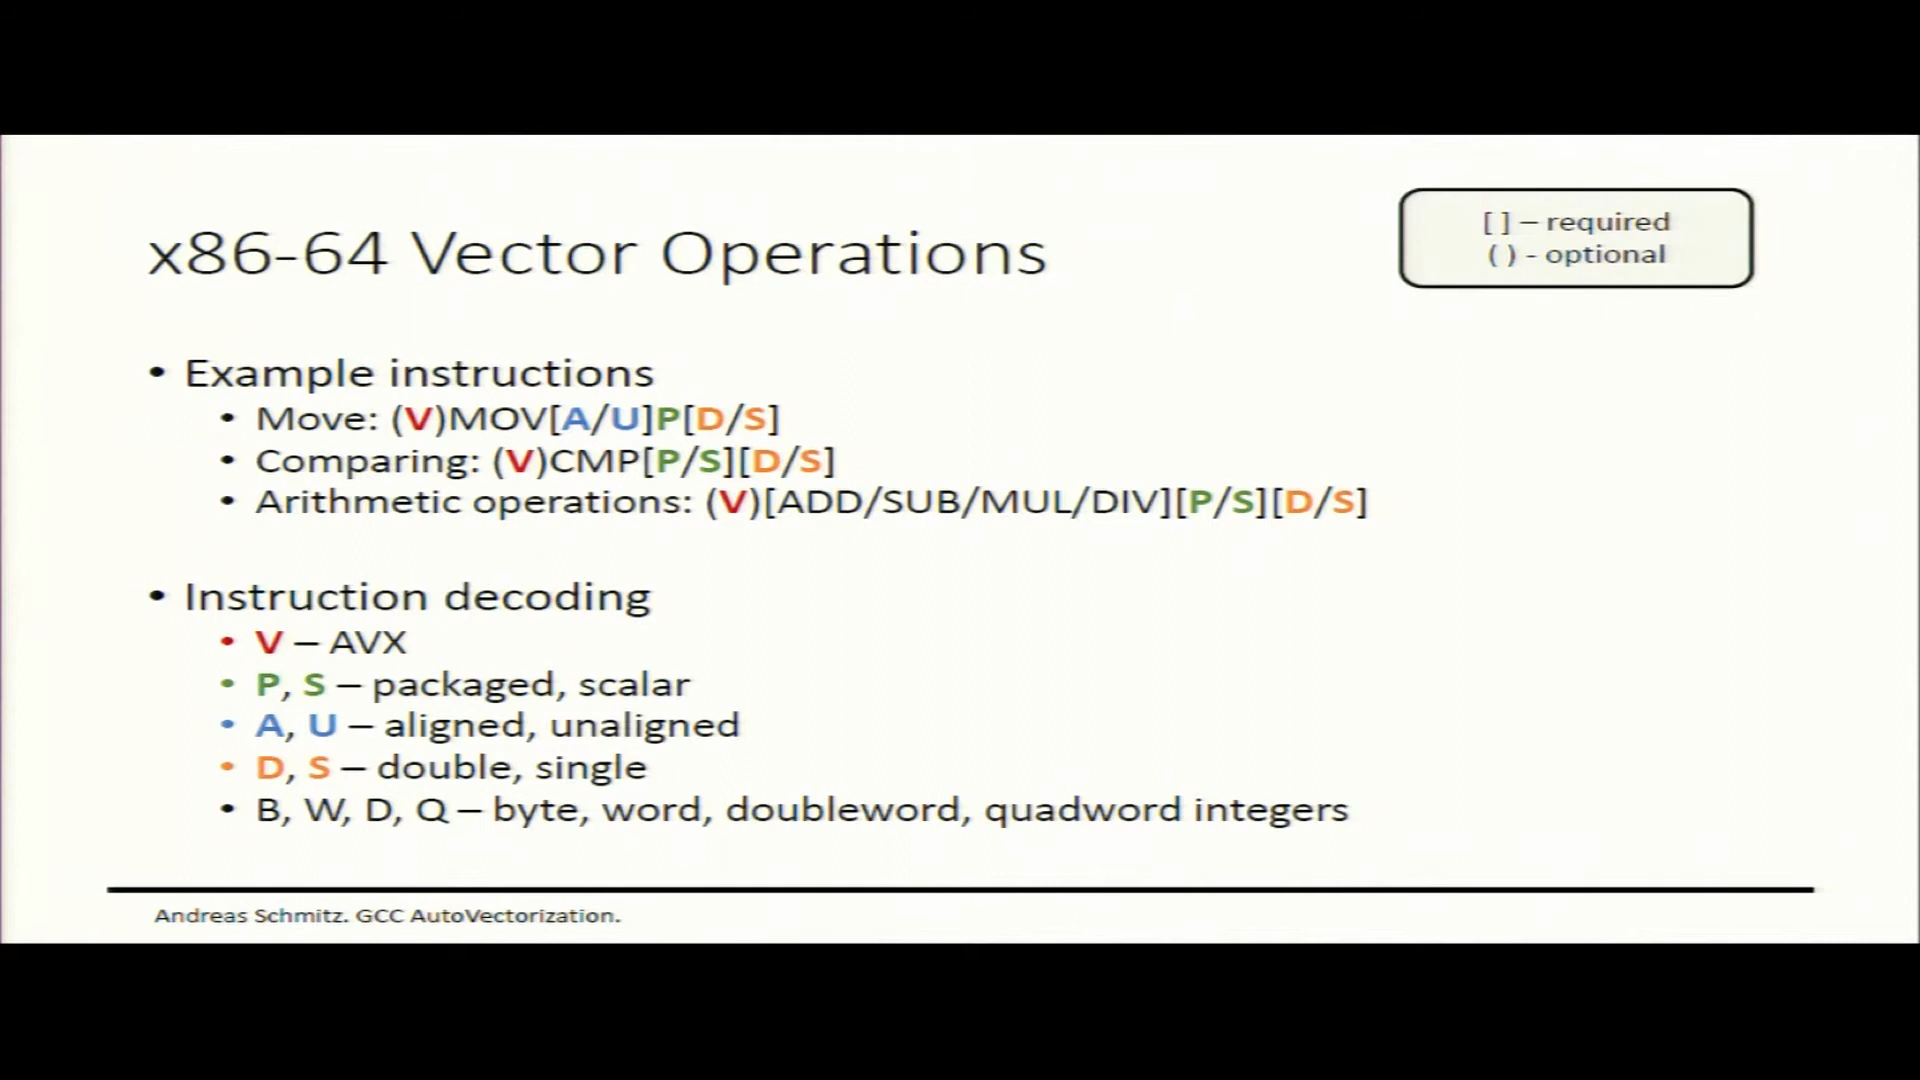 x86-64 Vector Operations
[ ] – required
( ) - optional
• Example instructions
• Move: (V)MOV[A/U]P[D/S]
• Comparing: (V)CMP[P/S][D/S]
• Arithmetic operations: (V)[ADD/SUB/MUL/DIV][P/S][D/S]
• Instruction decoding
• V – AVX
• P, S – packaged, scalar
• A, U – aligned, unaligned
• D, S – double, single
• B, W, D, Q – byte, word, doubleword, quadword integers
Andreas Schmitz. GCC AutoVectorization.